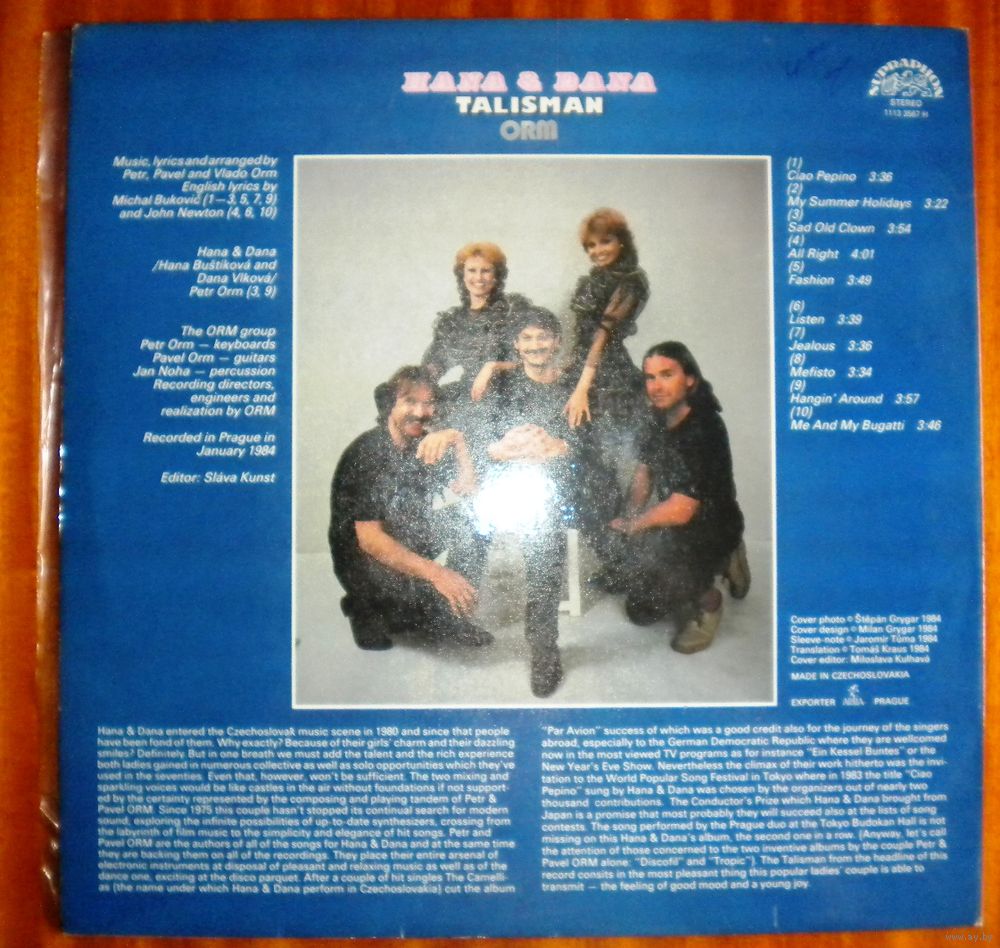 HANA & DANA
TALISMAN
ORM
SUPRAPHON
STEREO
1113 3567 H
Music, lyrics and arranged by
Petr, Pavel and Vlado Orm
English lyrics by
Michal Bukovič (1—3, 5, 7, 9)
and John Newton (4, 6, 10)
Hana & Dana
/Hana Buštíková and
Dana Vlková/
Petr Orm (3, 9)
The ORM group
Petr Orm — keyboards
Pavel Orm — guitars
Jan Noha — percussion
Recording directors,
engineers and
realization by ORM
Recorded in Prague in
January 1984
Editor: Sláva Kunst
(1)
Ciao Pepino 3:36
(2)
My Summer Holidays 3:22
(3)
Sad Old Clown 3:54
(4)
All Right 4:01
(5)
Fashion 3:49
(6)
Listen 3:39
(7)
Jealous 3:36
(8)
Mefisto 3:34
(9)
Hangin' Around 3:57
(10)
Me And My Bugatti 3:46
Cover photo © Štěpán Grygar 1984
Cover design © Milan Grygar 1984
Sleeve-note © Jaromír Tůma 1984
Translation © Tomáš Kraus 1984
Cover editor: Miloslava Kulhavá
MADE IN CZECHOSLOVAKIA
EXPORTER ARTIA PRAGUE
Hana & Dana entered the Czechoslovak music scene in 1980 and since that people
have been fond of them. Why exactly? Because of their girls' charm and their dazzling
smiles? Definitely. But in one breath we must add the talent and the rich experience
both ladies gained in numerous collectives as well as sob opportunities which they've
used in the seventies. Even that, however, won't be sufficient. The two mixing and
sparkling voices would be like castles in the air without foundations if not support-
ed by the certainty represented by the composing and playing tandem of Petr &
Pavel ORM. Since 1975 this couple hasn't stopped its continual search for modern
sound, exploring the infinite possibilities of up-to-date synthesizers, crossing from
the labyrinth of film music to the simplicity and elegance of hit songs. Petr and
Pavel ORM are the authors of all of the songs for Hana & Dana and at the same time
they are backing them on all of the recordings. They place their entire arsenal of
electronic instruments at disposal of pleasant and relaxing music as well as of the
dance one, exciting at the disco parquet. After a couple of hit singles The Camelli-
as (the name under which Hana & Dana perform in Czechoslovakia) cut the album
"Par Avion" success of which was a good credit also for the journey of the singers
abroad, especially to the German Democratic Republic where they are wellcomed
now in the most viewed TV programs as for instance "Ein Kessel Buntes" or the
New Year's Eve Show. Nevertheless the climax of their work hitherto was the invi-
tation to the World Popular Song Festival in Tokyo where in 1983 the title "Ciao
Pepino" sung by Hana & Dana was chosen by the organizers out of nearly two
thousand contributions. The Conductor's Prize which Hana & Dana brought from
Japan is a promise that most probably they will succeed also at the lists of song
contests. The song performed by the Prague duo at the Tokyo Budokan Hall is not
missing on this Hana & Dana's album, the second one in a row. (Anyway, let's call
the attention of those concerned to the two inventive albums by the couple Petr &
Pavel ORM alone: "Discofil" and "Tropic"). The Talisman from the headline of this
record consits in the most pleasant thing this popular ladies' couple is able to
transmit — the feeling of good mood and a young joy.
www.ay.by